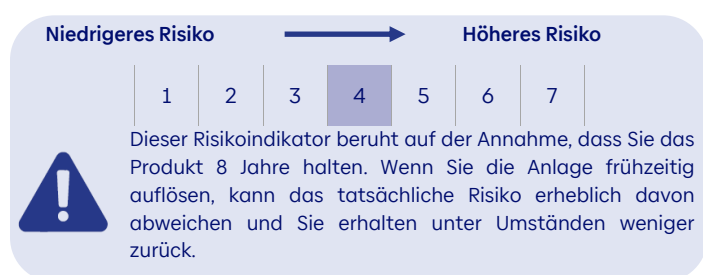 Niedrigeres Risiko Höheres Risiko
1 2 3 4 5 6 7
Dieser Risikoindikator beruht auf der Annahme, dass Sie das
Produkt 8 Jahre halten. Wenn Sie die Anlage frühzeitig
auflösen, kann das tatsächliche Risiko erheblich davon
abweichen und Sie erhalten unter Umständen weniger
zurück.